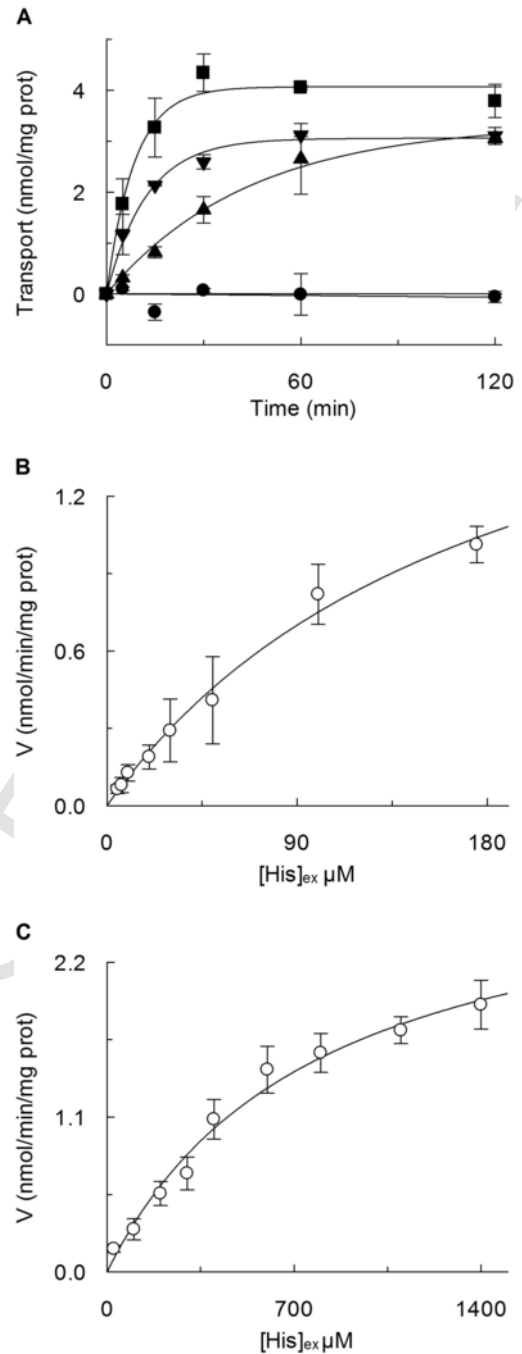 A
Transport (nmol/mg prot)
4
2
0
0
60
120
Time (min)
B
V (nmol/min/mg prot)
1.2
0.6
0.0
0
90
180
[His]ex µM
C
V (nmol/min/mg prot)
2.2
1.1
0.0
0
700
1400
[His]ex µM